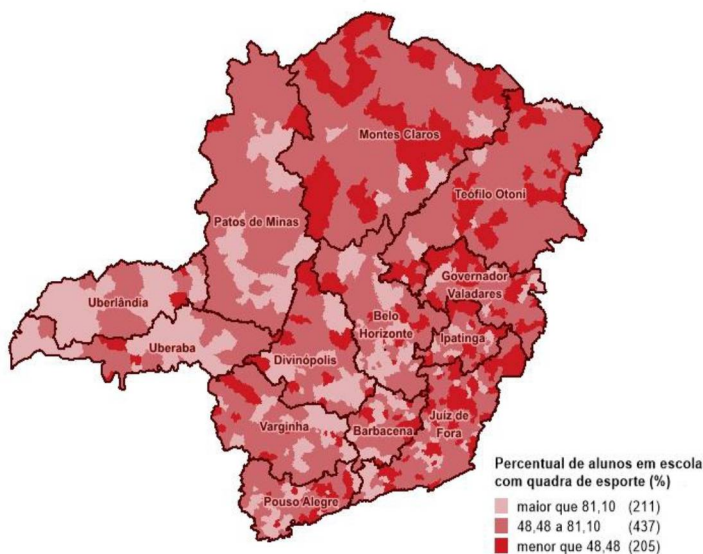 Montes Claros
Teófilo Otoni
Patos de Minas
Governador
Valadares
Uberlândia
Belo
Horizonte
Ipatinga
Uberaba
Divinópolis
Juíz de
Fora
Varginha
Barbacena
Pouso Alegre
Percentual de alunos em escola
com quadra de esporte (%)
maior que 81,10 (211)
48,48 a 81,10 (437)
menor que 48,48 (205)